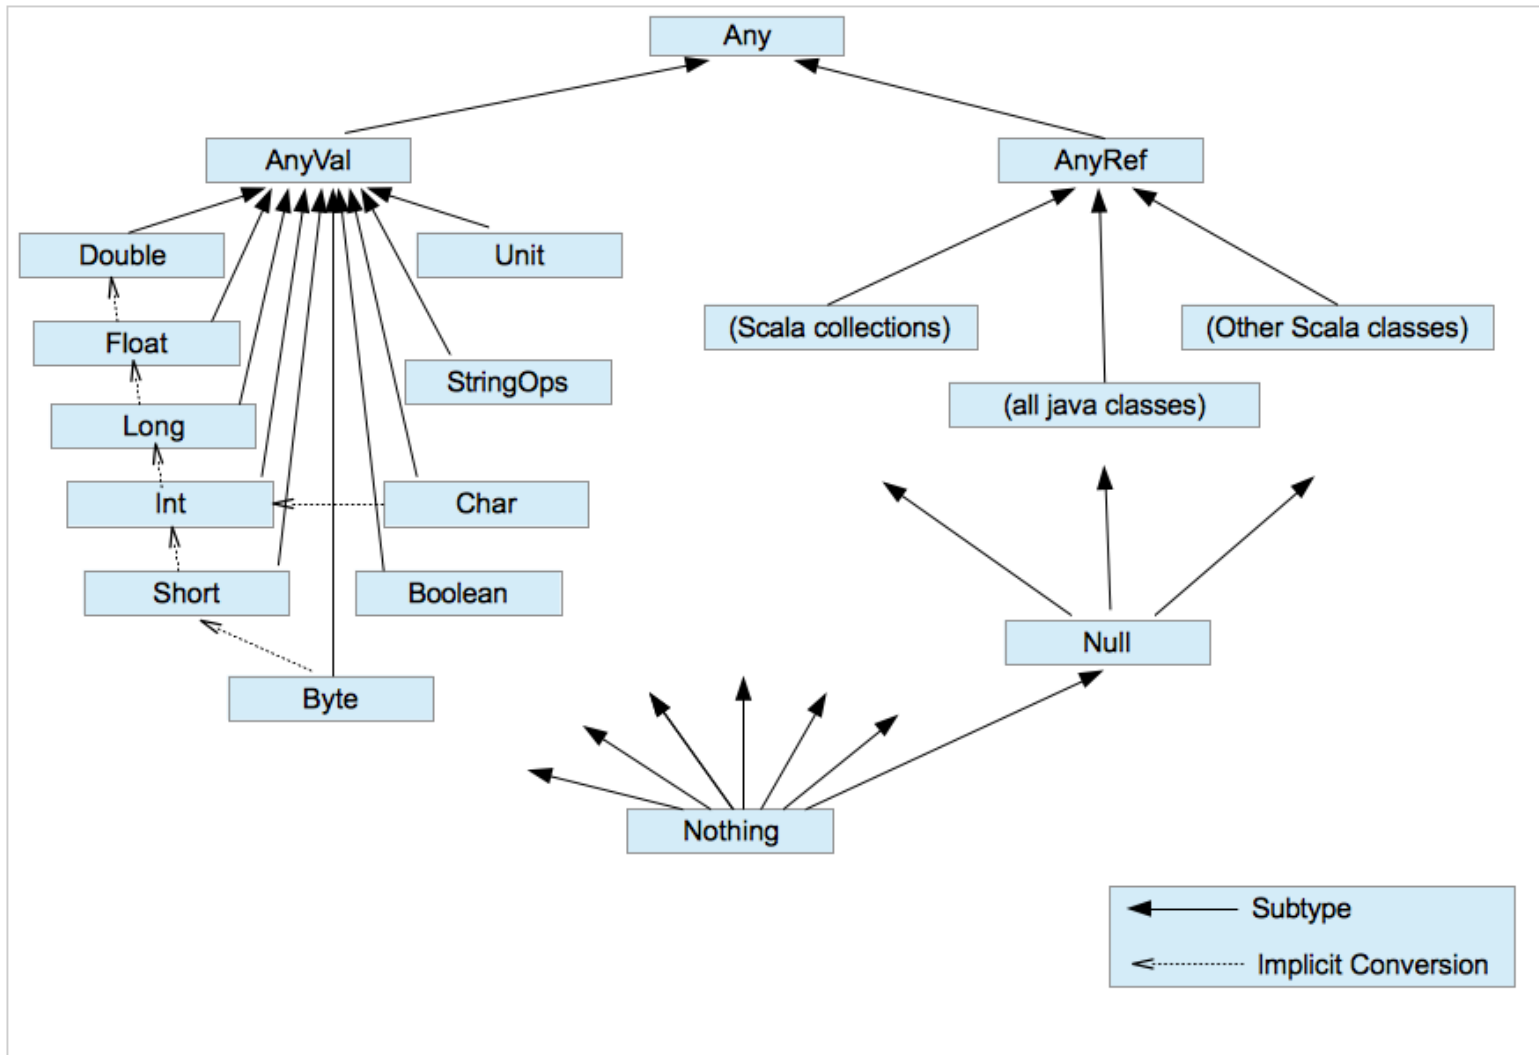 Any
AnyVal
AnyRef
Double
Unit
Float
(Scala collections)
(Other Scala classes)
StringOps
(all java classes)
Long
Int
Char
Short
Boolean
Null
Byte
Nothing
Subtype
Implicit Conversion